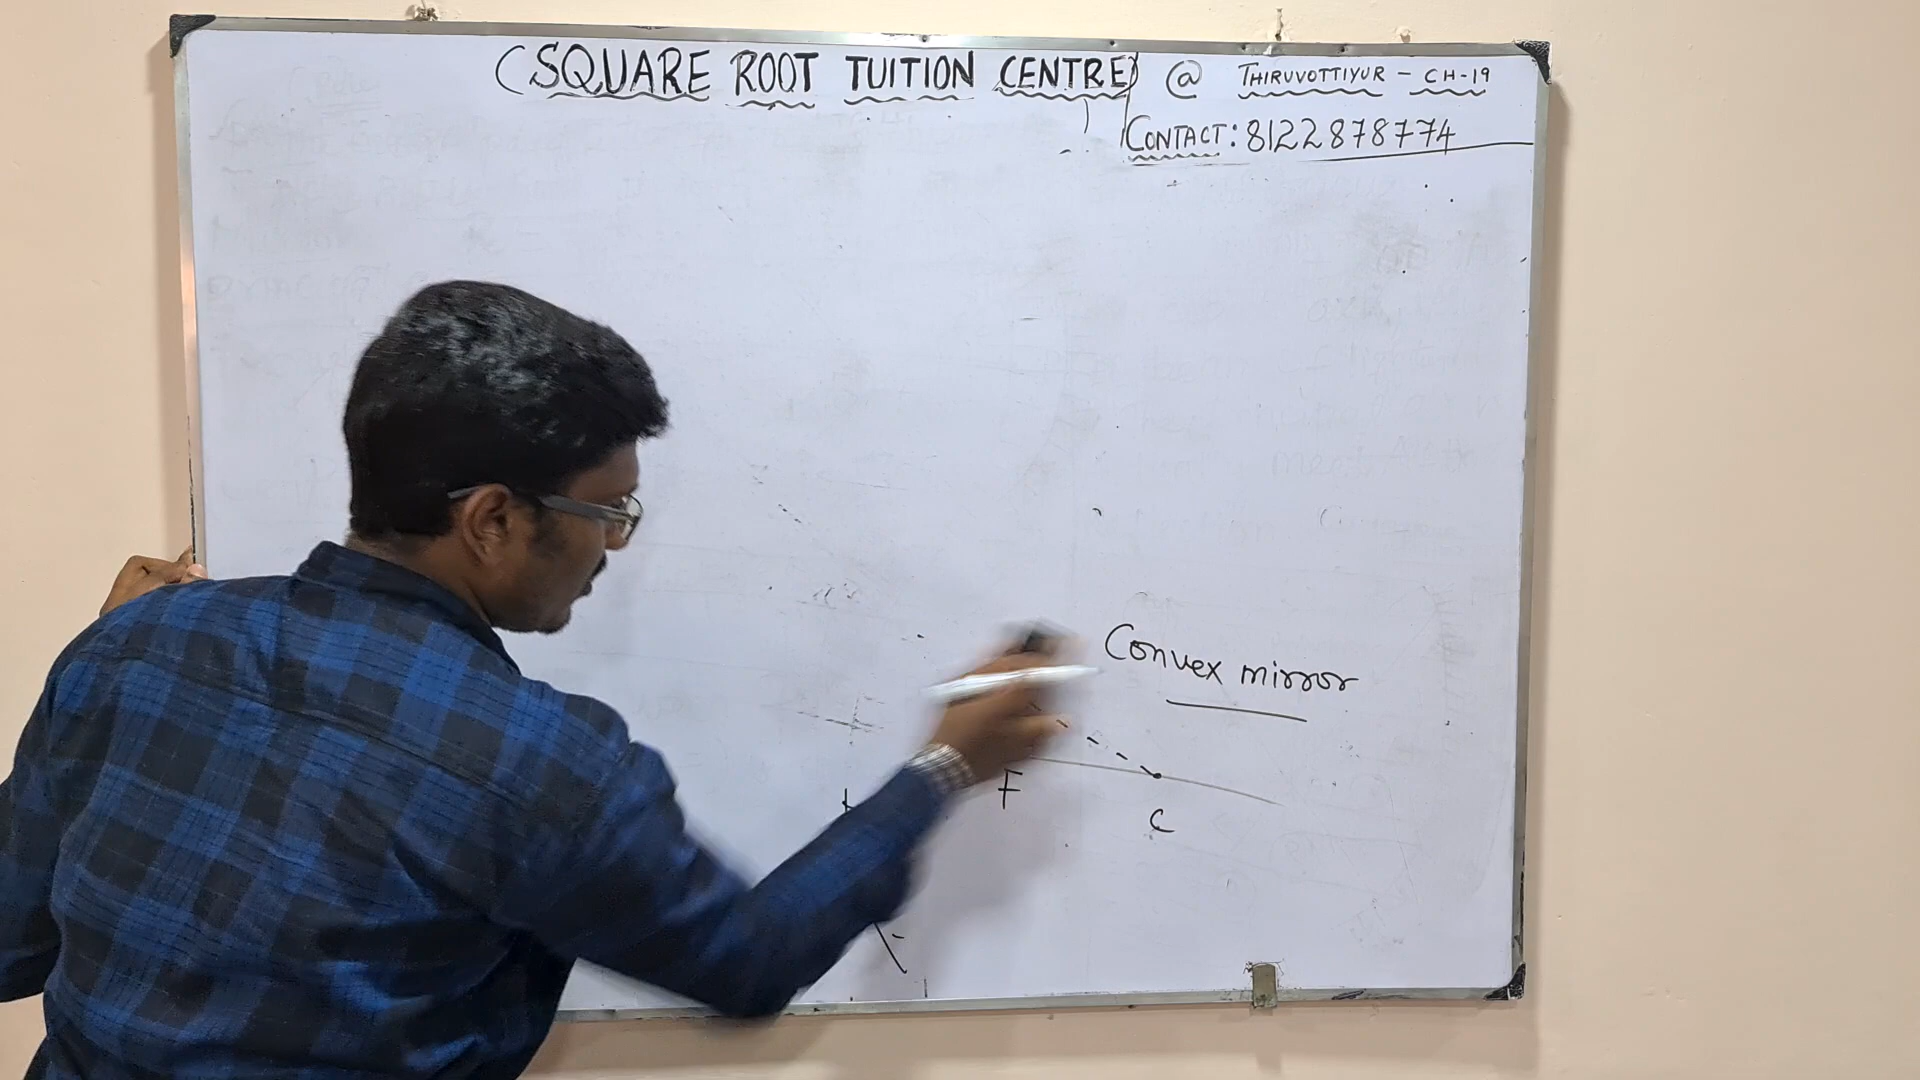 (SQUARE ROOT TUITION CENTRE) @ THIRUVOTTIYUR - CH-19
CONTACT: 8122878774
Convex mirror
F
C